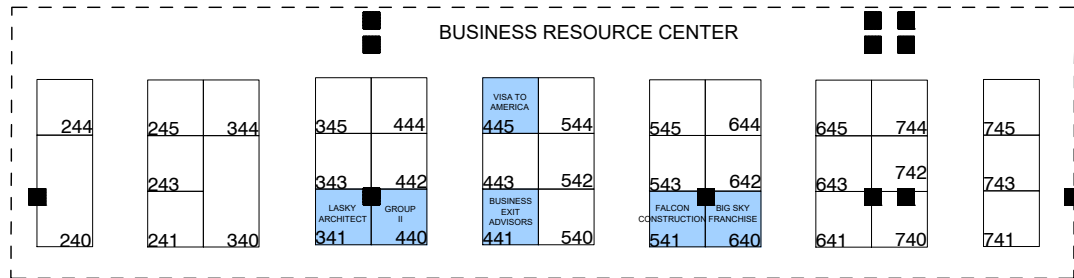 BUSINESS RESOURCE CENTER
VISA TO
AMERICA
244
245
344
345
444
445
544
545
644
645
744
745
243
343
442
443
542
543
642
643
742
743
LASKY
ARCHITECT
GROUP
II
BUSINESS
EXIT
ADVISORS
FALCON
CONSTRUCTION
BIG SKY
FRANCHISE
240
241
340
341
440
441
540
541
640
641
740
741